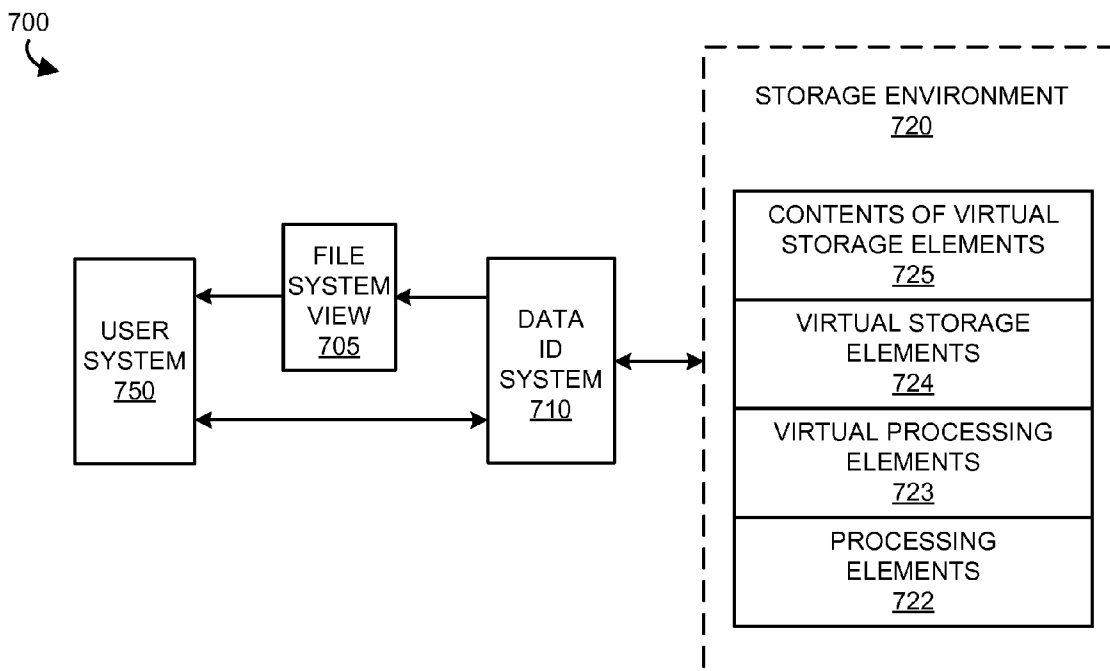 700
STORAGE ENVIRONMENT
720
CONTENTS OF VIRTUAL
STORAGE ELEMENTS
725
VIRTUAL STORAGE
ELEMENTS
724
VIRTUAL PROCESSING
ELEMENTS
723
PROCESSING
ELEMENTS
722
FILE
SYSTEM
VIEW
705
USER
SYSTEM
750
DATA
ID
SYSTEM
710